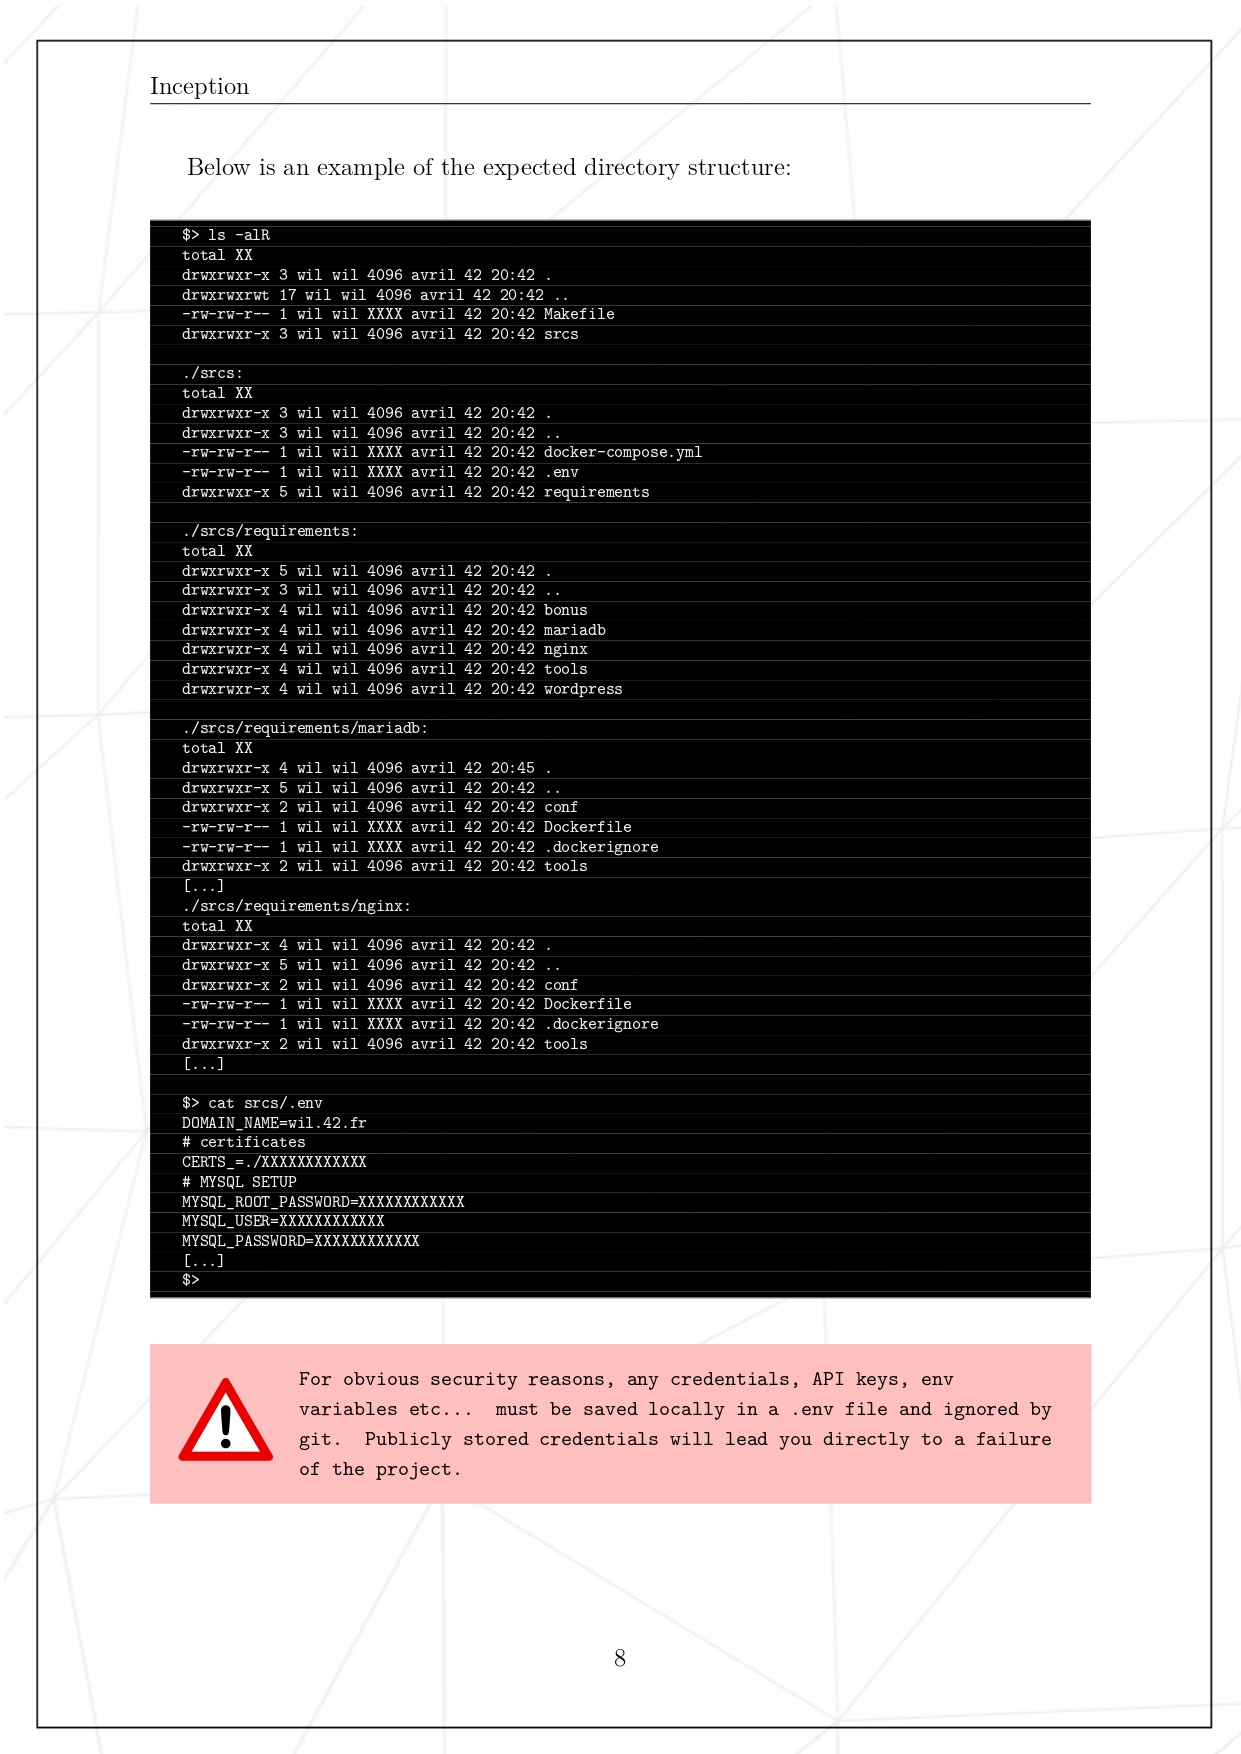 Inception
Below is an example of the expected directory structure:
$> ls -alR
total XX
drwxrwxr-x 3 wil wil 4096 avril 42 20:42 .
drwxrwxrwt 17 wil wil 4096 avril 42 20:42 ..
-rw-rw-r-- 1 wil wil XXXX avril 42 20:42 Makefile
drwxrwxr-x 3 wil wil 4096 avril 42 20:42 srcs
./srcs:
total XX
drwxrwxr-x 3 wil wil 4096 avril 42 20:42 .
drwxrwxr-x 3 wil wil 4096 avril 42 20:42 ..
-rw-rw-r-- 1 wil wil XXXX avril 42 20:42 docker-compose.yml
-rw-rw-r-- 1 wil wil XXXX avril 42 20:42 .env
drwxrwxr-x 5 wil wil 4096 avril 42 20:42 requirements
./srcs/requirements:
total XX
drwxrwxr-x 5 wil wil 4096 avril 42 20:42 .
drwxrwxr-x 3 wil wil 4096 avril 42 20:42 ..
drwxrwxr-x 4 wil wil 4096 avril 42 20:42 bonus
drwxrwxr-x 4 wil wil 4096 avril 42 20:42 mariadb
drwxrwxr-x 4 wil wil 4096 avril 42 20:42 nginx
drwxrwxr-x 4 wil wil 4096 avril 42 20:42 tools
drwxrwxr-x 4 wil wil 4096 avril 42 20:42 wordpress
./srcs/requirements/mariadb:
total XX
drwxrwxr-x 4 wil wil 4096 avril 42 20:45 .
drwxrwxr-x 5 wil wil 4096 avril 42 20:42 ..
drwxrwxr-x 2 wil wil 4096 avril 42 20:42 conf
-rw-rw-r-- 1 wil wil XXXX avril 42 20:42 Dockerfile
-rw-rw-r-- 1 wil wil XXXX avril 42 20:42 .dockerignore
drwxrwxr-x 2 wil wil 4096 avril 42 20:42 tools
[...]
./srcs/requirements/nginx:
total XX
drwxrwxr-x 4 wil wil 4096 avril 42 20:42 .
drwxrwxr-x 5 wil wil 4096 avril 42 20:42 ..
drwxrwxr-x 2 wil wil 4096 avril 42 20:42 conf
-rw-rw-r-- 1 wil wil XXXX avril 42 20:42 Dockerfile
-rw-rw-r-- 1 wil wil XXXX avril 42 20:42 .dockerignore
drwxrwxr-x 2 wil wil 4096 avril 42 20:42 tools
[...]
$> cat srcs/.env
DOMAIN_NAME=wil.42.fr
# certificates
CERTS_=./XXXXXXXXXXXX
# MYSQL SETUP
MYSQL_ROOT_PASSWORD=XXXXXXXXXXXX
MYSQL_USER=XXXXXXXXXXXX
MYSQL_PASSWORD=XXXXXXXXXXXX
[...]
$>
For obvious security reasons, any credentials, API keys, env
variables etc... must be saved locally in a .env file and ignored by
git. Publicly stored credentials will lead you directly to a failure
of the project.
8